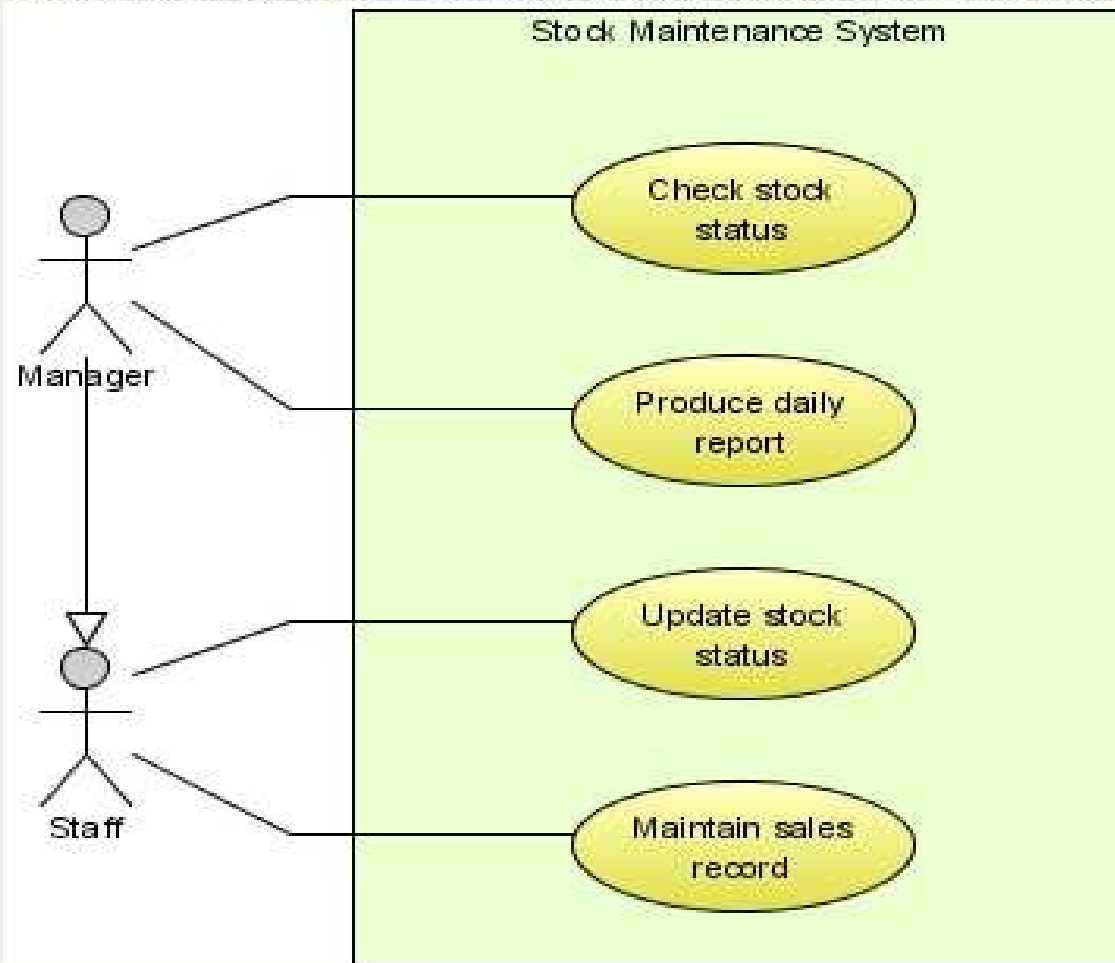 Stock Maintenance System
Check stock
status
Manager
Produce daily
report
Update stock
status
Staff
Maintain sales
record